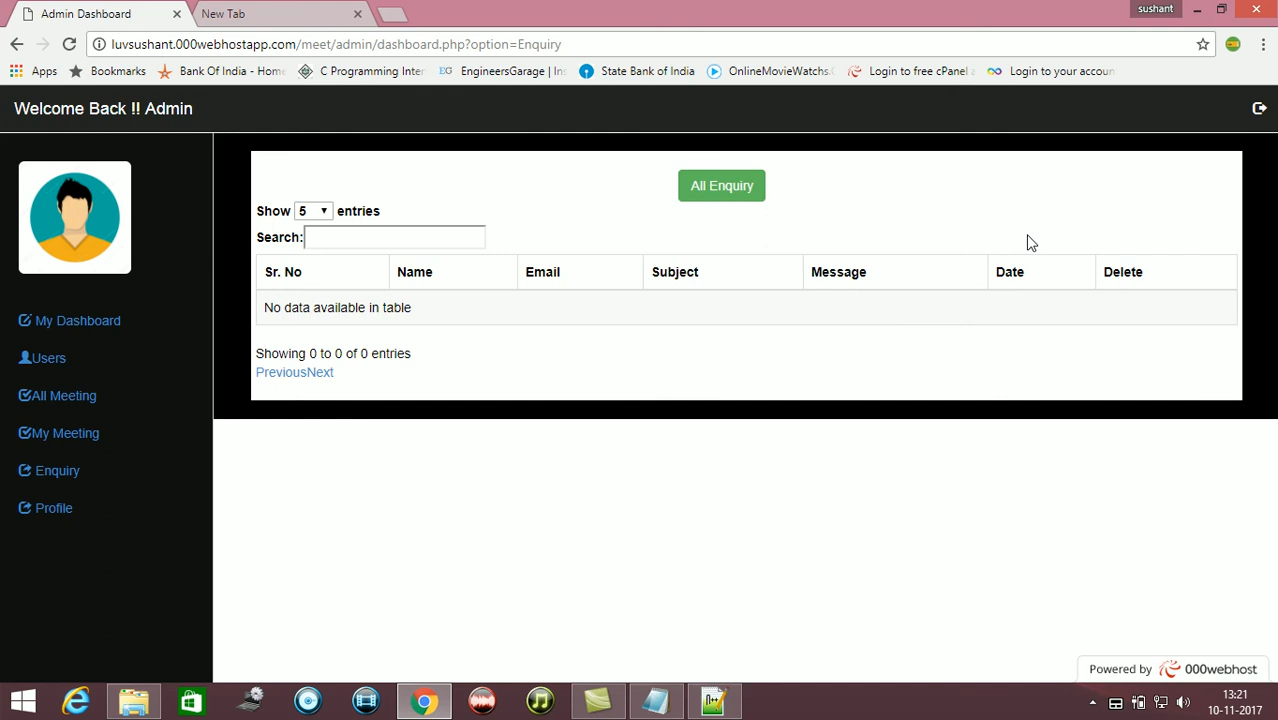 Admin Dashboard
New Tab
sushant
luvsushant.000webhostapp.com/meet/admin/dashboard.php?option=Enquiry
Apps
Bookmarks
Bank Of India - Home
C Programming Inter
EG EngineersGarage | Ins
State Bank of India
OnlineMovieWatchs.
Login to free cPanel
Login to your accoun
Welcome Back !! Admin
My Dashboard
Users
All Meeting
My Meeting
Enquiry
Profile
All Enquiry
Show 5 entries
Search:
Sr. No Name Email Subject Message Date Delete
No data available in table
Showing 0 to 0 of 0 entries
PreviousNext
Powered by 000webhost
13:21
10-11-2017